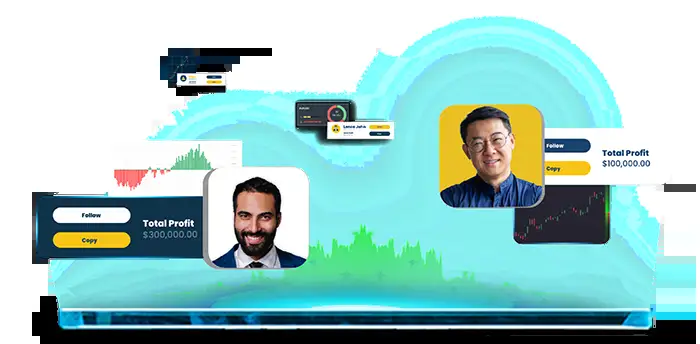 Lance John
Follow
Copy
Total Profit
$100,000.00
Follow
Copy
Total Profit
$300,000.00